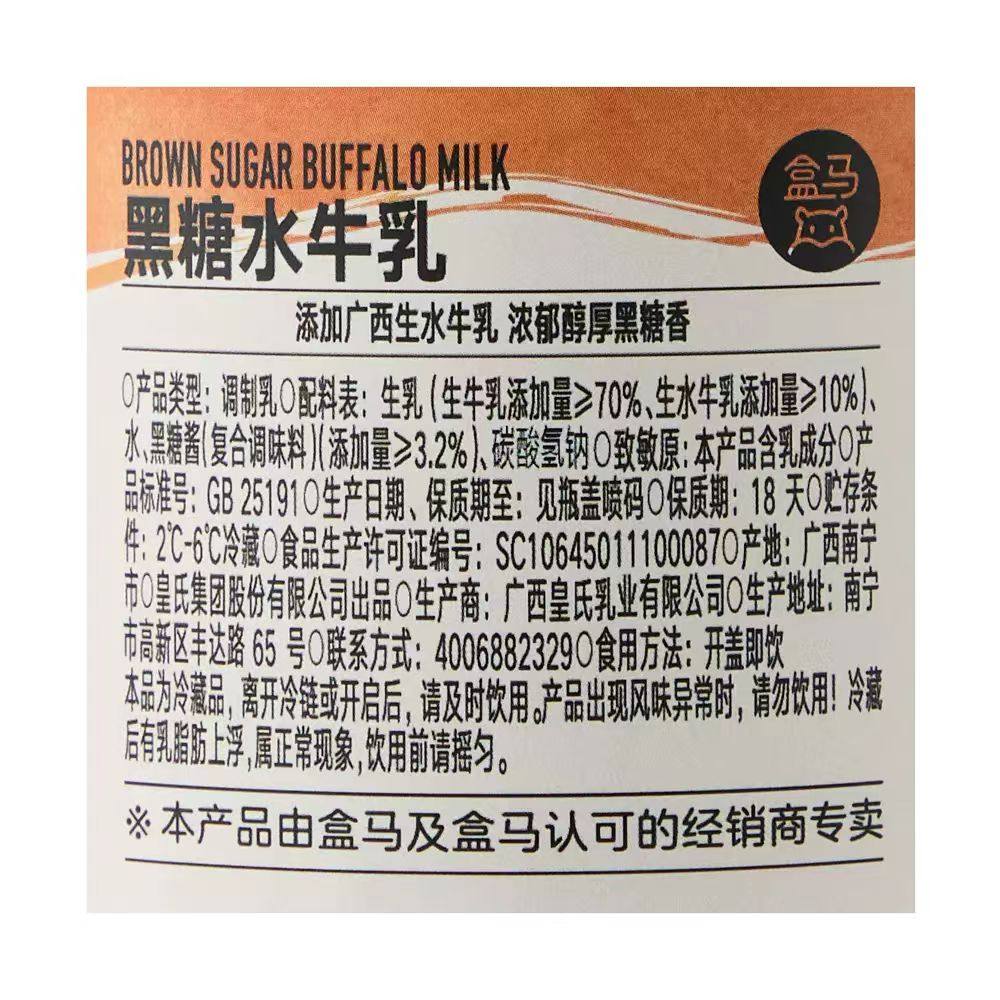 BROWN SUGAR BUFFALO MILK
盒马
黑糖水牛乳
添加广西生水牛乳 浓郁醇厚黑糖香
○产品类型：调制乳○配料表：生乳（生牛乳添加量≥70%、生水牛乳添加量≥10%）、
水、黑糖酱(复合调味料)(添加量≥3.2%)、碳酸氢钠○致敏原：本产品含乳成分○产
品标准号：GB 25191○生产日期、保质期至：见瓶盖喷码○保质期：18 天○贮存条
件：2℃-6℃冷藏○食品生产许可证编号：SC10645011100087○产地：广西南宁
市○皇氏集团股份有限公司出品○生产商：广西皇氏乳业有限公司○生产地址：南宁
市高新区丰达路 65 号○联系方式：4006882329○食用方法：开盖即饮
本品为冷藏品，离开冷链或开启后，请及时饮用。产品出现风味异常时，请勿饮用！冷藏
后有乳脂肪上浮,属正常现象,饮用前请摇匀。
※本产品由盒马及盒马认可的经销商专卖